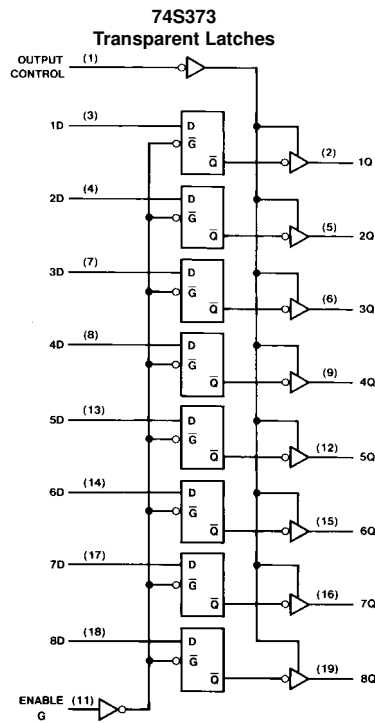 74S373
Transparent Latches
OUTPUT CONTROL (1)
1D (3) D G̅ Q̅ (2) 1Q
2D (4) D G̅ Q̅ (5) 2Q
3D (7) D G̅ Q̅ (6) 3Q
4D (8) D G̅ Q̅ (9) 4Q
5D (13) D G̅ Q̅ (12) 5Q
6D (14) D G̅ Q̅ (15) 6Q
7D (17) D G̅ Q̅ (16) 7Q
8D (18) D G̅ Q̅ (19) 8Q
ENABLE G (11)